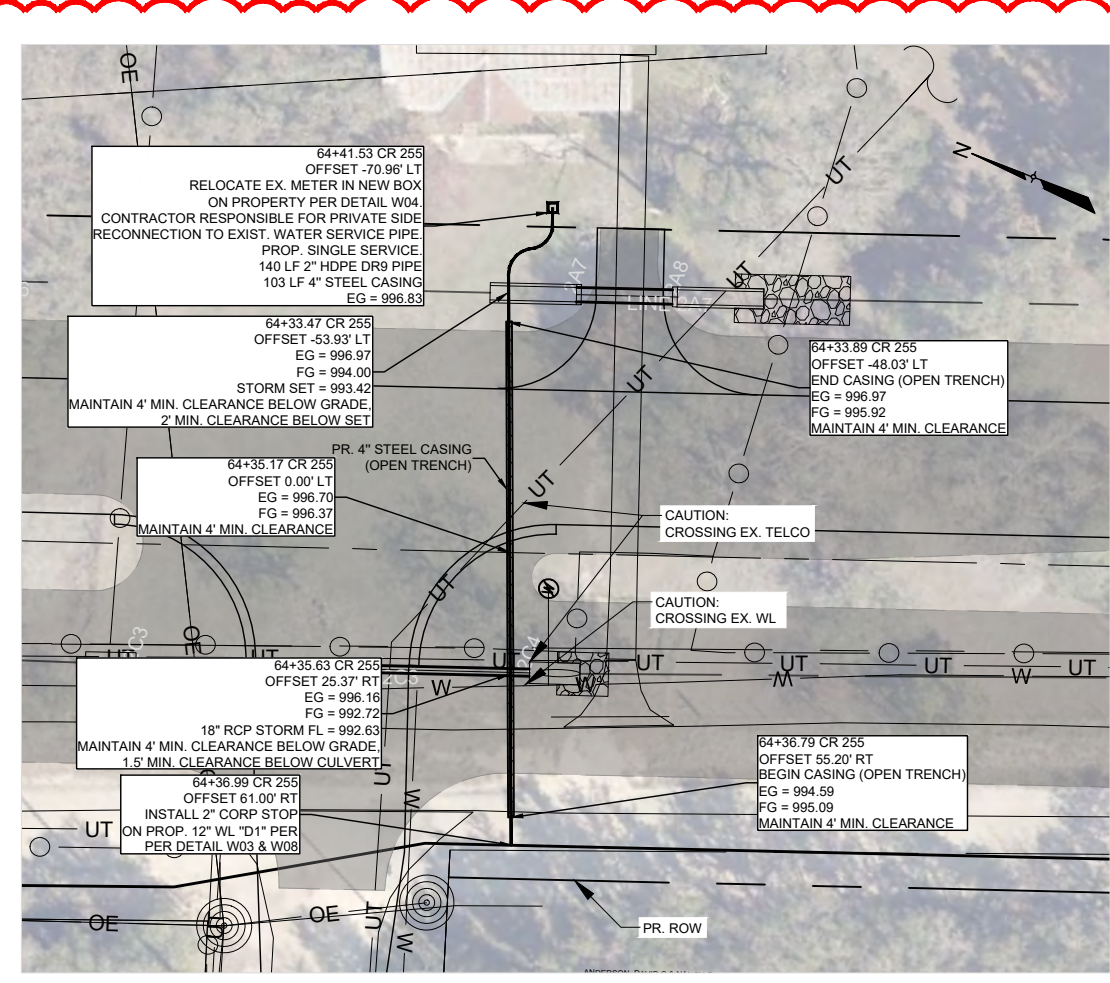 OE
64+41.53 CR 255
OFFSET -70.96' LT
RELOCATE EX. METER IN NEW BOX
ON PROPERTY PER DETAIL W04.
CONTRACTOR RESPONSIBLE FOR PRIVATE SIDE
RECONNECTION TO EXIST. WATER SERVICE PIPE.
PROP. SINGLE SERVICE.
140 LF 2" HDPE DR9 PIPE
103 LF 4" STEEL CASING
EG = 996.83
N
UT
UT
64+33.47 CR 255
OFFSET -53.93' LT
EG = 996.97
FG = 994.00
STORM SET = 993.42
MAINTAIN 4' MIN. CLEARANCE BELOW GRADE,
2' MIN. CLEARANCE BELOW SET
64+33.89 CR 255
OFFSET -48.03' LT
END CASING (OPEN TRENCH)
EG = 996.97
FG = 995.92
MAINTAIN 4' MIN. CLEARANCE
UT
PR. 4" STEEL CASING
(OPEN TRENCH)
64+35.17 CR 255
OFFSET 0.00' LT
EG = 996.70
FG = 996.37
MAINTAIN 4' MIN. CLEARANCE
UT
CAUTION:
CROSSING EX. TELCO
UT
W
CAUTION:
CROSSING EX. WL
OE
UT
UT
UT
UT
UT
UT
UT
W
W
W
W
64+35.63 CR 255
OFFSET 25.37' RT
EG = 996.16
FG = 992.72
18" RCP STORM FL = 992.63
MAINTAIN 4' MIN. CLEARANCE BELOW GRADE,
1.5' MIN. CLEARANCE BELOW CULVERT
64+36.79 CR 255
OFFSET 55.20' RT
BEGIN CASING (OPEN TRENCH)
EG = 994.59
FG = 995.09
MAINTAIN 4' MIN. CLEARANCE
64+36.99 CR 255
OFFSET 61.00' RT
INSTALL 2" CORP STOP
ON PROP. 12" WL "D1" PER
PER DETAIL W03 & W08
UT
UT
W
OE
OE
UT
UT
W
PR. ROW